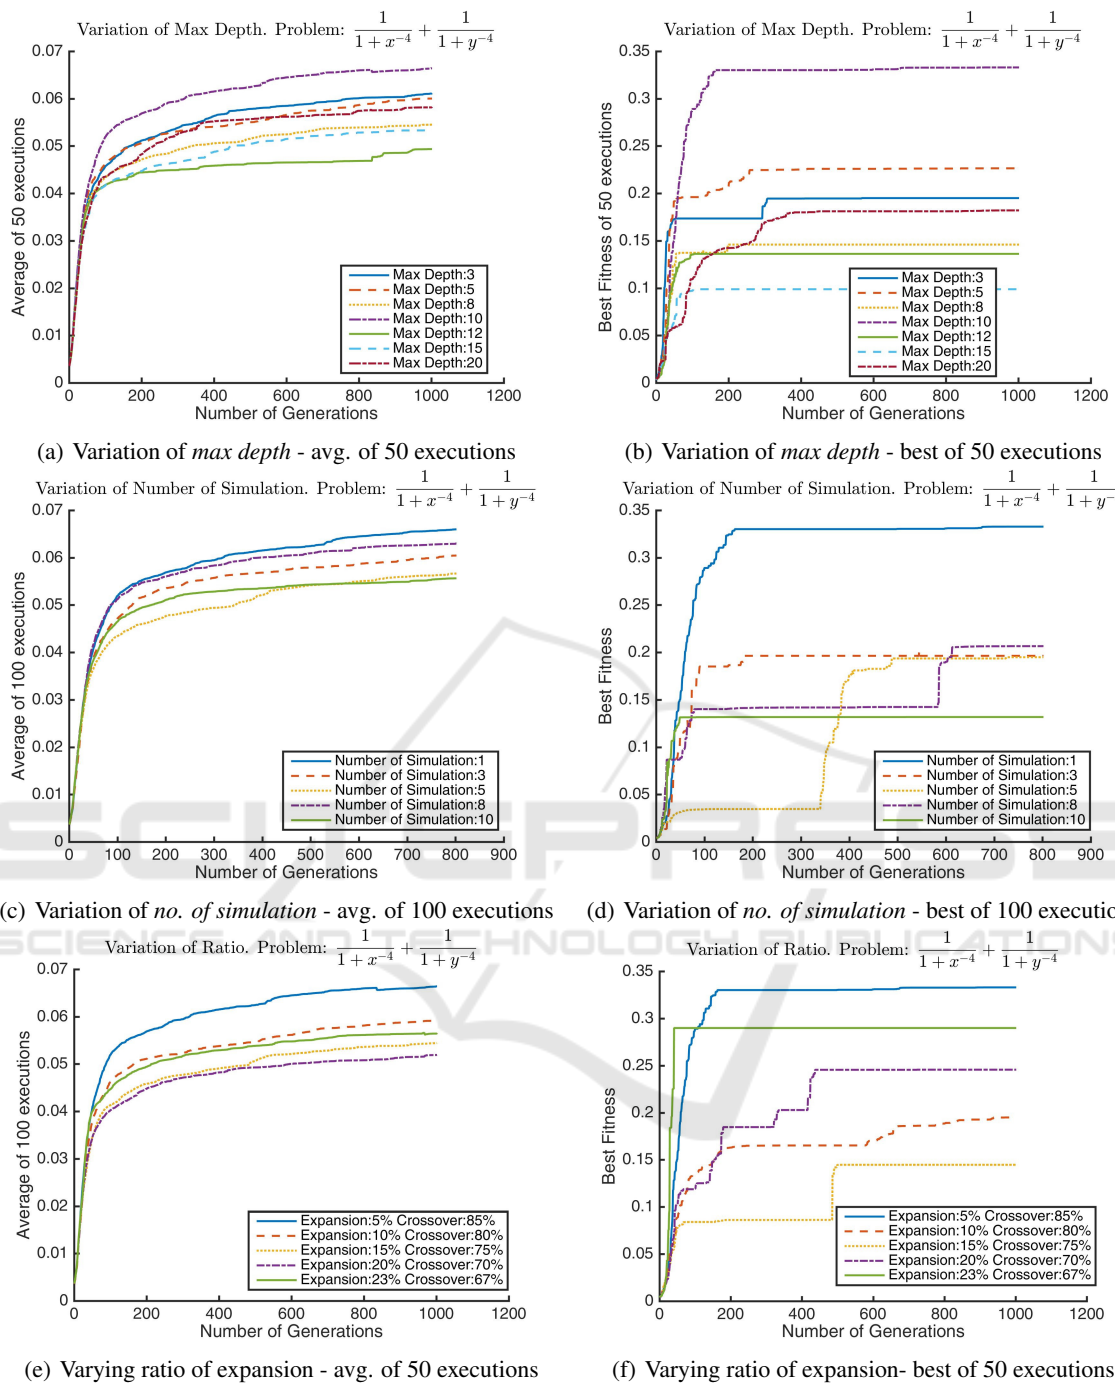 Variation of Max Depth. Problem: 1/(1 + x⁻⁴) + 1/(1 + y⁻⁴)
Average of 50 executions
0.07
0.06
0.05
0.04
0.03
0.02
0.01
0
Max Depth:3
Max Depth:5
Max Depth:8
Max Depth:10
Max Depth:12
Max Depth:15
Max Depth:20
0 200 400 600 800 1000 1200
Number of Generations
(a) Variation of max depth - avg. of 50 executions
Variation of Max Depth. Problem: 1/(1 + x⁻⁴) + 1/(1 + y⁻⁴)
Best Fitness of 50 executions
0.35
0.3
0.25
0.2
0.15
0.1
0.05
0
Max Depth:3
Max Depth:5
Max Depth:8
Max Depth:10
Max Depth:12
Max Depth:15
Max Depth:20
0 200 400 600 800 1000 1200
Number of Generations
(b) Variation of max depth - best of 50 executions
Variation of Number of Simulation. Problem: 1/(1 + x⁻⁴) + 1/(1 + y⁻⁴)
Average of 100 executions
0.07
0.06
0.05
0.04
0.03
0.02
0.01
0
Number of Simulation:1
Number of Simulation:3
Number of Simulation:5
Number of Simulation:8
Number of Simulation:10
0 100 200 300 400 500 600 700 800 900
Number of Generations
(c) Variation of no. of simulation - avg. of 100 executions
Variation of Number of Simulation. Problem: 1/(1 + x⁻⁴) + 1/(1 + y⁻
Best Fitness
0.35
0.3
0.25
0.2
0.15
0.1
0.05
0
Number of Simulation:1
Number of Simulation:3
Number of Simulation:5
Number of Simulation:8
Number of Simulation:10
0 100 200 300 400 500 600 700 800 900
Number of Generations
(d) Variation of no. of simulation - best of 100 executio
SCITEPRESS
SCIENCE AND TECHNOLOGY PUBLICATIONS
Variation of Ratio. Problem: 1/(1 + x⁻⁴) + 1/(1 + y⁻⁴)
Average of 100 executions
0.07
0.06
0.05
0.04
0.03
0.02
0.01
0
Expansion:5% Crossover:85%
Expansion:10% Crossover:80%
Expansion:15% Crossover:75%
Expansion:20% Crossover:70%
Expansion:23% Crossover:67%
0 200 400 600 800 1000 1200
Number of Generations
(e) Varying ratio of expansion - avg. of 50 executions
Variation of Ratio. Problem: 1/(1 + x⁻⁴) + 1/(1 + y⁻⁴)
Best Fitness
0.35
0.3
0.25
0.2
0.15
0.1
0.05
0
Expansion:5% Crossover:85%
Expansion:10% Crossover:80%
Expansion:15% Crossover:75%
Expansion:20% Crossover:70%
Expansion:23% Crossover:67%
0 200 400 600 800 1000 1200
Number of Generations
(f) Varying ratio of expansion- best of 50 executions